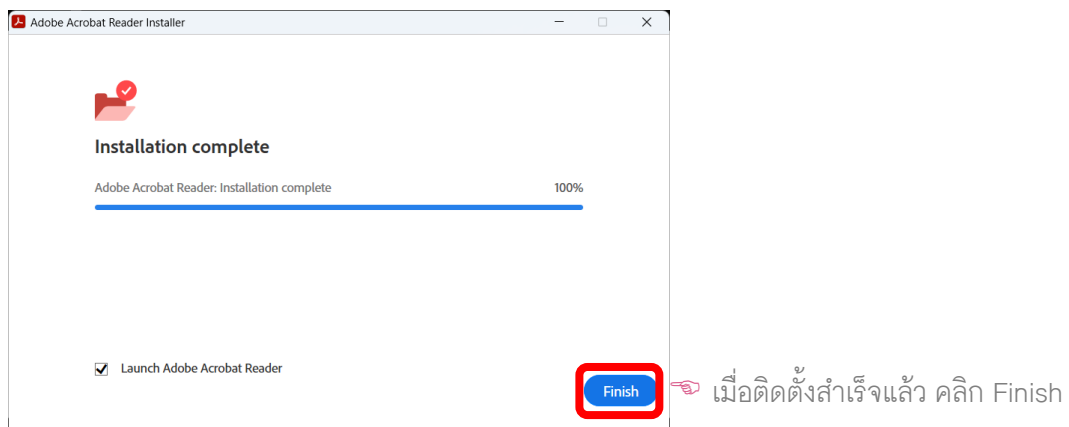 Adobe Acrobat Reader Installer
Installation complete
Adobe Acrobat Reader: Installation complete 100%
Launch Adobe Acrobat Reader
Finish
เมื่อติดตั้งสำเร็จแล้ว คลิก Finish